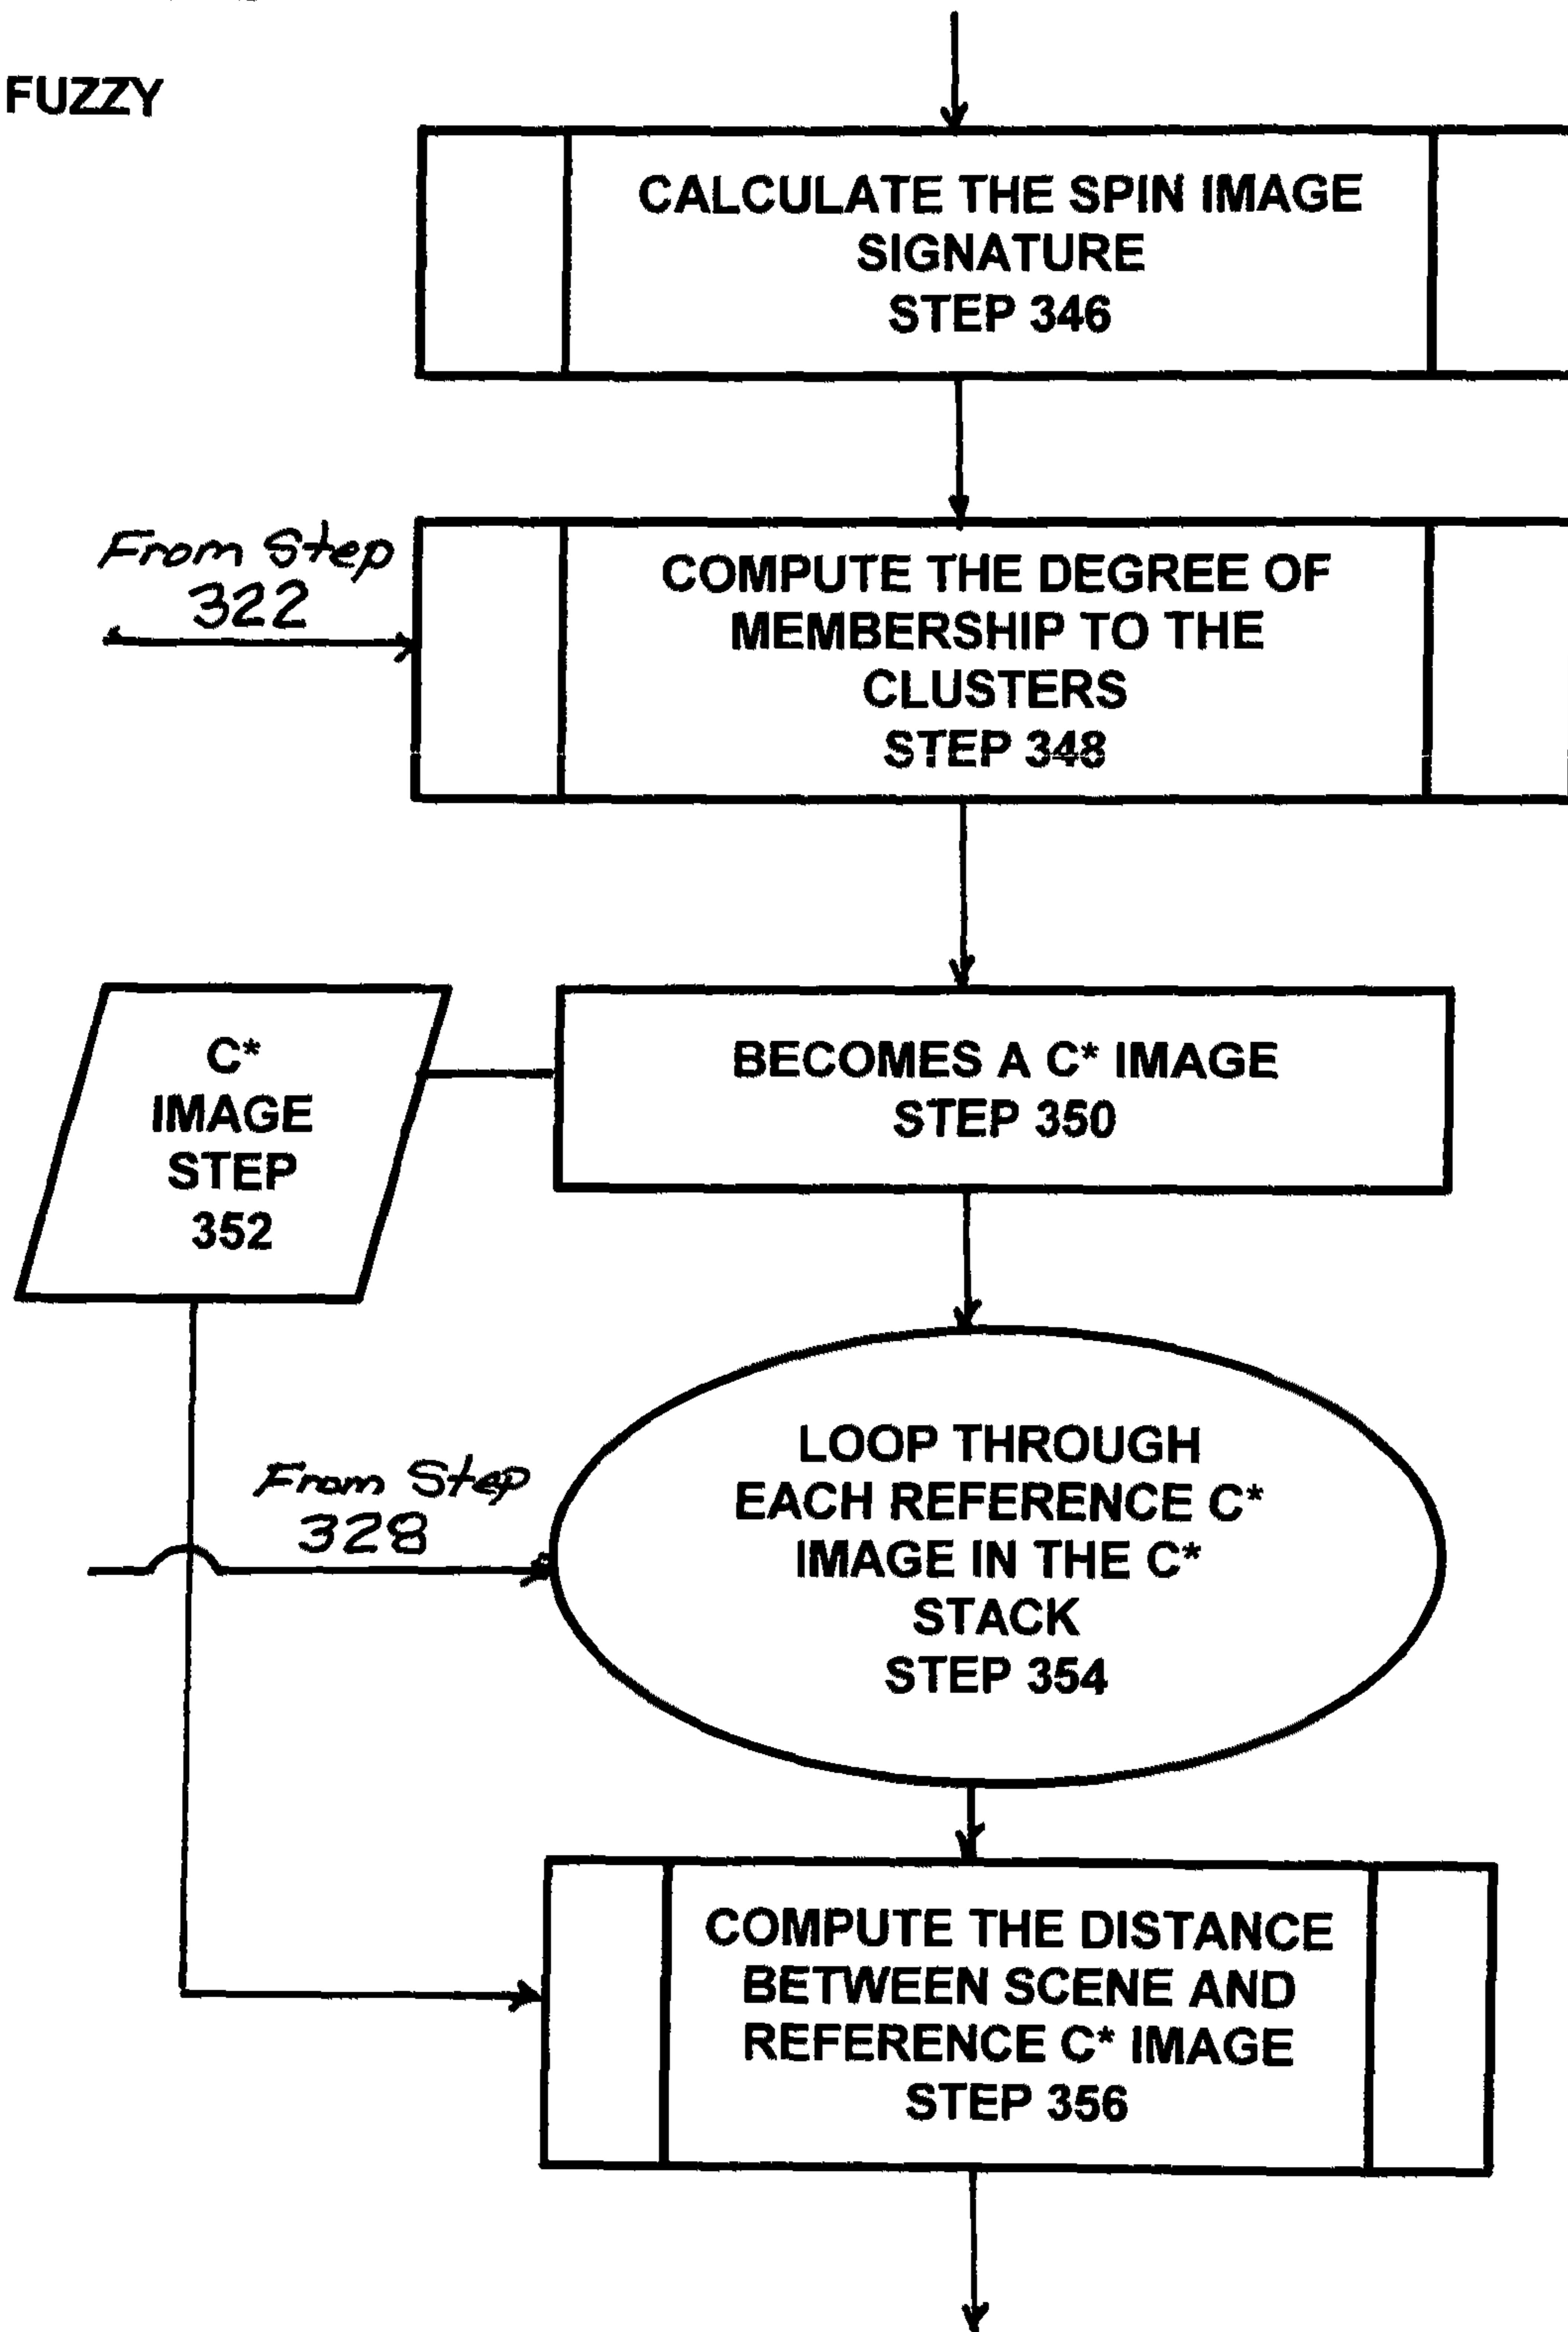 FUZZY
CALCULATE THE SPIN IMAGE
SIGNATURE
STEP 346
From Step
322
COMPUTE THE DEGREE OF
MEMBERSHIP TO THE
CLUSTERS
STEP 348
C*
IMAGE
STEP
352
BECOMES A C* IMAGE
STEP 350
From Step
328
LOOP THROUGH
EACH REFERENCE C*
IMAGE IN THE C*
STACK
STEP 354
COMPUTE THE DISTANCE
BETWEEN SCENE AND
REFERENCE C* IMAGE
STEP 356